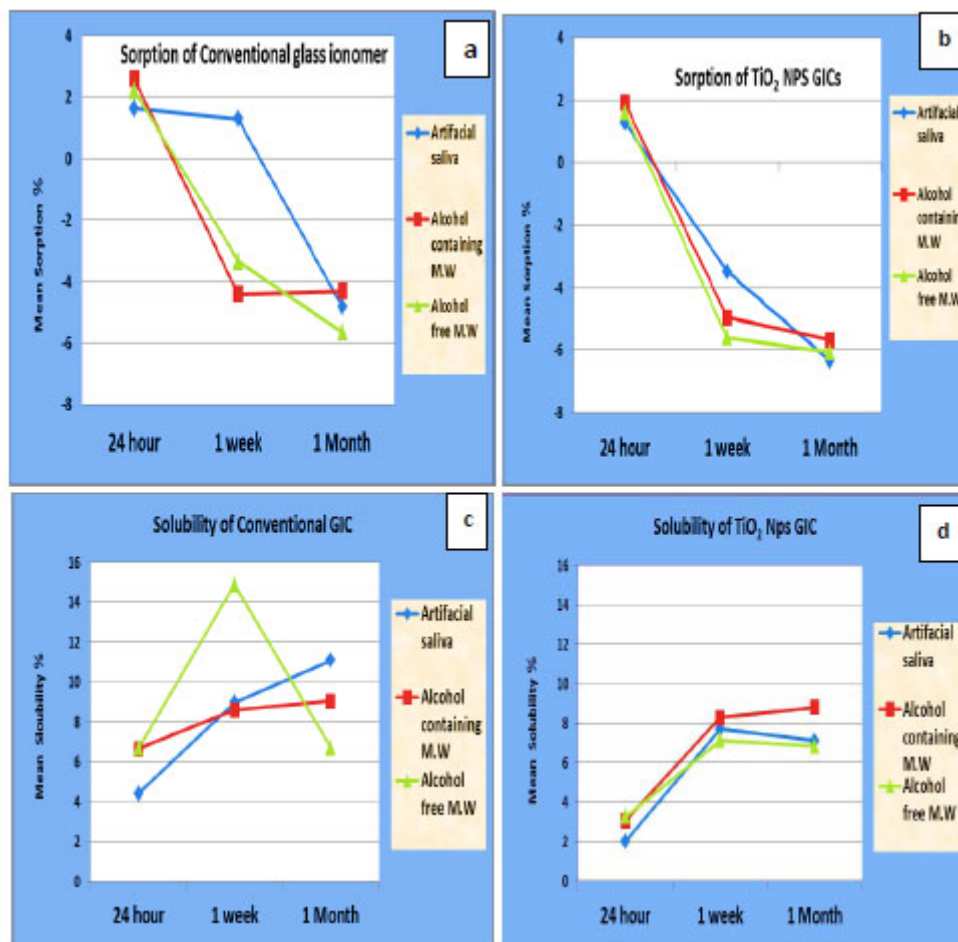 Sorption of Conventional glass ionomer
a
Mean Sorption %
4
2
0
-2
-4
-6
-8
24 hour 1 week 1 Month
Artifacial
saliva
Alcohol
containing
M.W
Alcohol
free M.W
Sorption of TiO₂ NPS GICs
b
Mean Sorption %
4
2
0
-2
-4
-6
-8
24 hour 1 week 1 Month
Artifacial
saliva
Alcohol
containing
M.W
Alcohol
free M.W
Solubility of Conventional GIC
c
Mean Sloubility %
16
14
12
10
8
6
4
2
0
24 hour 1 week 1 Month
Artifacial
saliva
Alcohol
containing
M.W
Alcohol
free M.W
Solubility of TiO₂ Nps GIC
d
Mean Solubility %
16
14
12
10
8
6
4
2
0
24 hour 1 week 1 Month
Artifacial
saliva
Alcohol
containing
M.W
Alcohol
free M.W